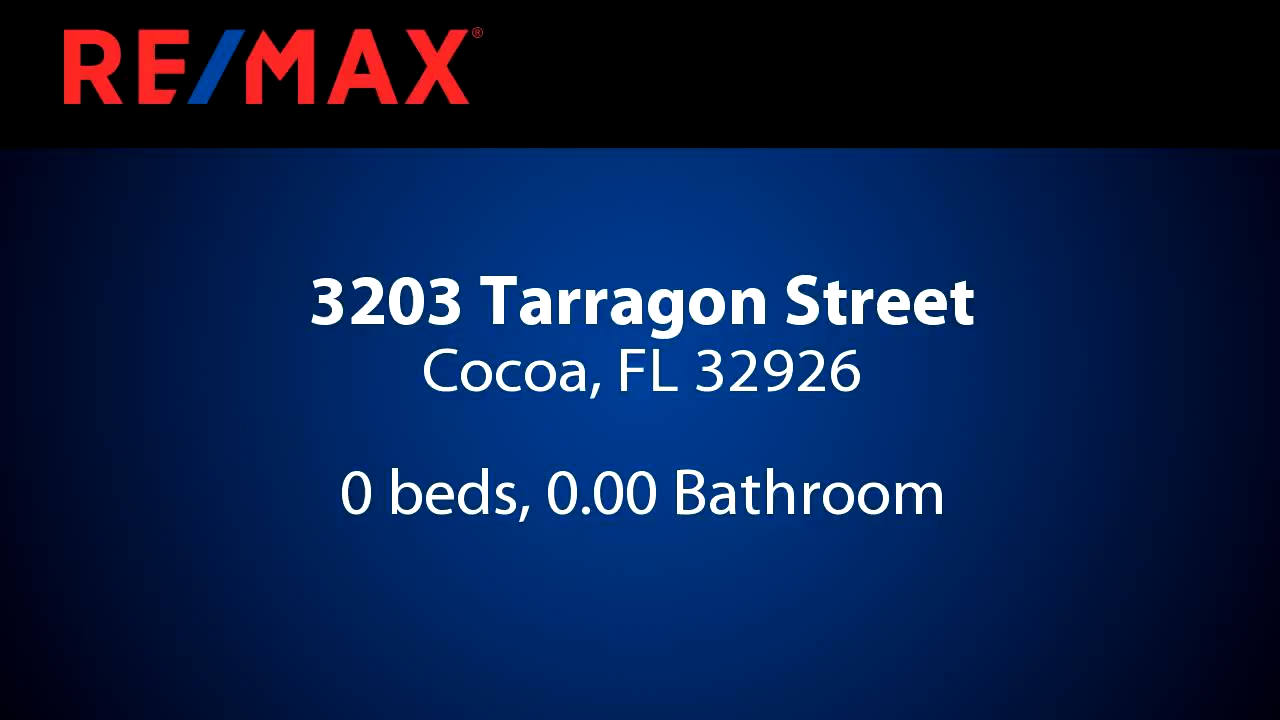 RE/MAX®
3203 Tarragon Street
Cocoa, FL 32926
0 beds, 0.00 Bathroom